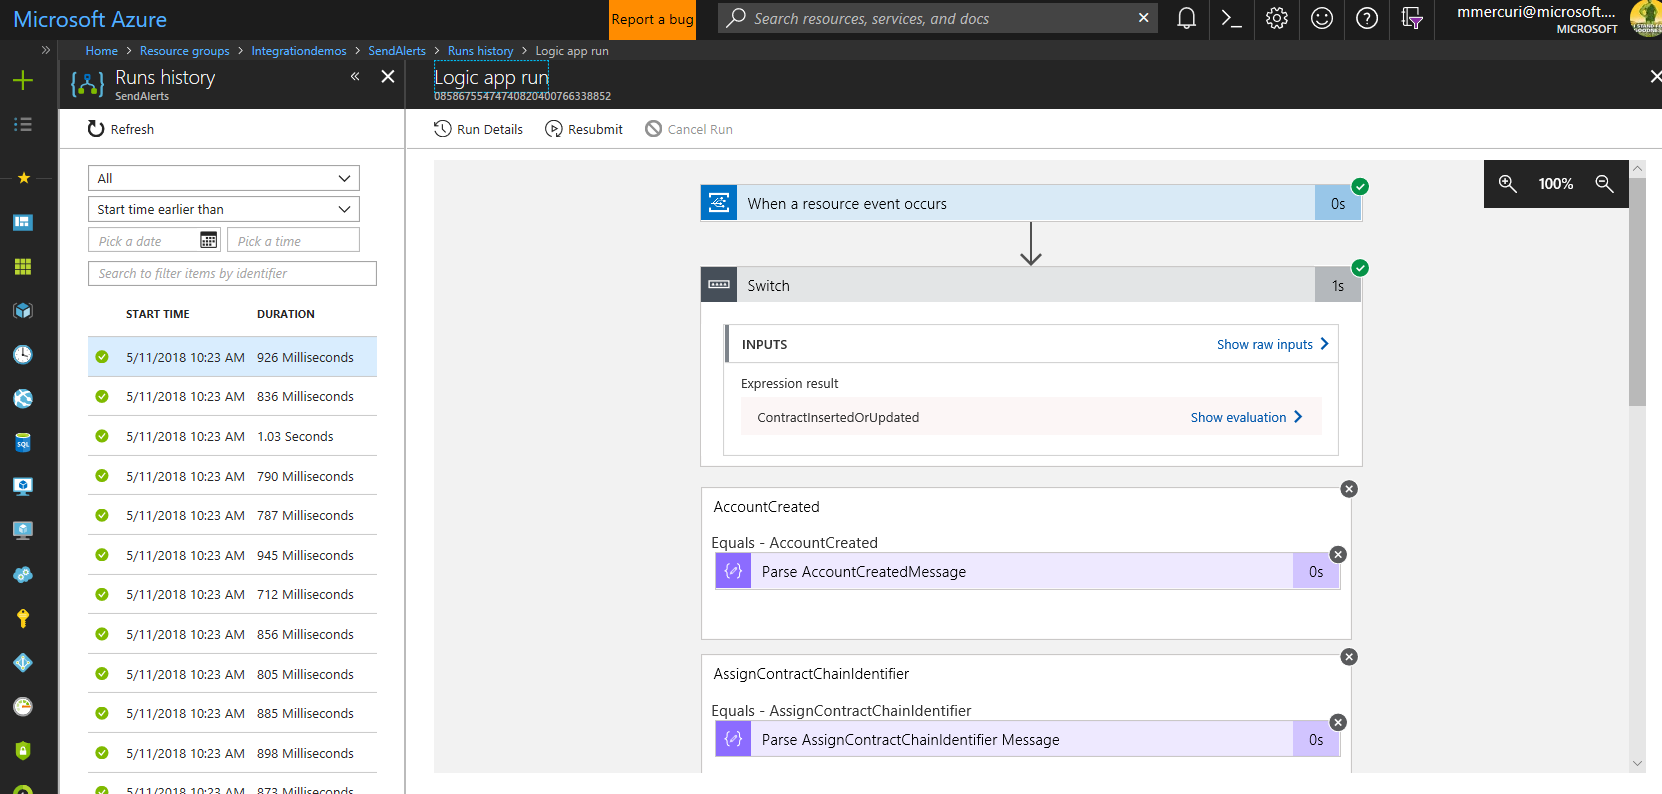 Microsoft Azure
Report a bug
Search resources, services, and docs
mmercuri@microsoft....
MICROSOFT
Home > Resource groups > Integrationdemos > SendAlerts > Runs history > Logic app run
Runs history
SendAlerts
Logic app run
08586755474740820400766338852
Refresh
Run Details
Resubmit
Cancel Run
All
Start time earlier than
Pick a date
Pick a time
Search to filter items by identifier
START TIME DURATION
5/11/2018 10:23 AM 926 Milliseconds
5/11/2018 10:23 AM 836 Milliseconds
5/11/2018 10:23 AM 1.03 Seconds
5/11/2018 10:23 AM 790 Milliseconds
5/11/2018 10:23 AM 787 Milliseconds
5/11/2018 10:23 AM 945 Milliseconds
5/11/2018 10:23 AM 712 Milliseconds
5/11/2018 10:23 AM 856 Milliseconds
5/11/2018 10:23 AM 805 Milliseconds
5/11/2018 10:23 AM 885 Milliseconds
5/11/2018 10:23 AM 898 Milliseconds
5/11/2018 10:23 AM 873 Milliseconds
100%
When a resource event occurs 0s
Switch 1s
INPUTS Show raw inputs
Expression result
ContractInsertedOrUpdated Show evaluation
AccountCreated
Equals - AccountCreated
Parse AccountCreatedMessage 0s
AssignContractChainIdentifier
Equals - AssignContractChainIdentifier
Parse AssignContractChainIdentifier Message 0s